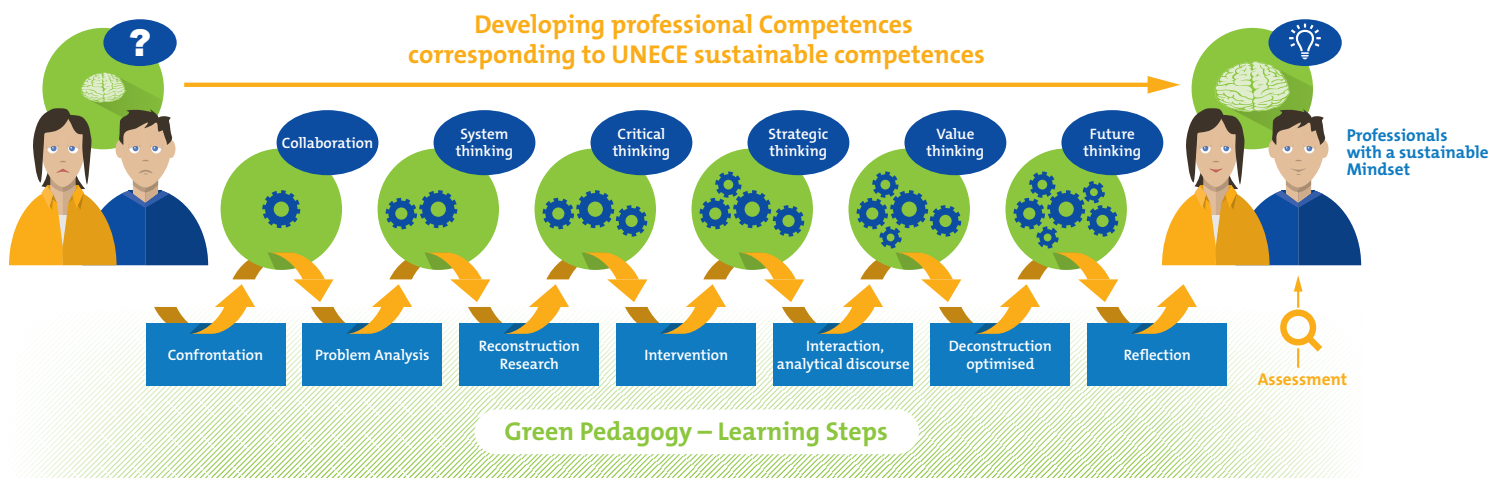 Developing professional Competences
corresponding to UNECE sustainable competences
?
Collaboration
System
thinking
Critical
thinking
Strategic
thinking
Value
thinking
Future
thinking
Professionals
with a sustainable
Mindset
Confrontation
Problem Analysis
Reconstruction
Research
Intervention
Interaction,
analytical discourse
Deconstruction
optimised
Reflection
Assessment
Green Pedagogy – Learning Steps